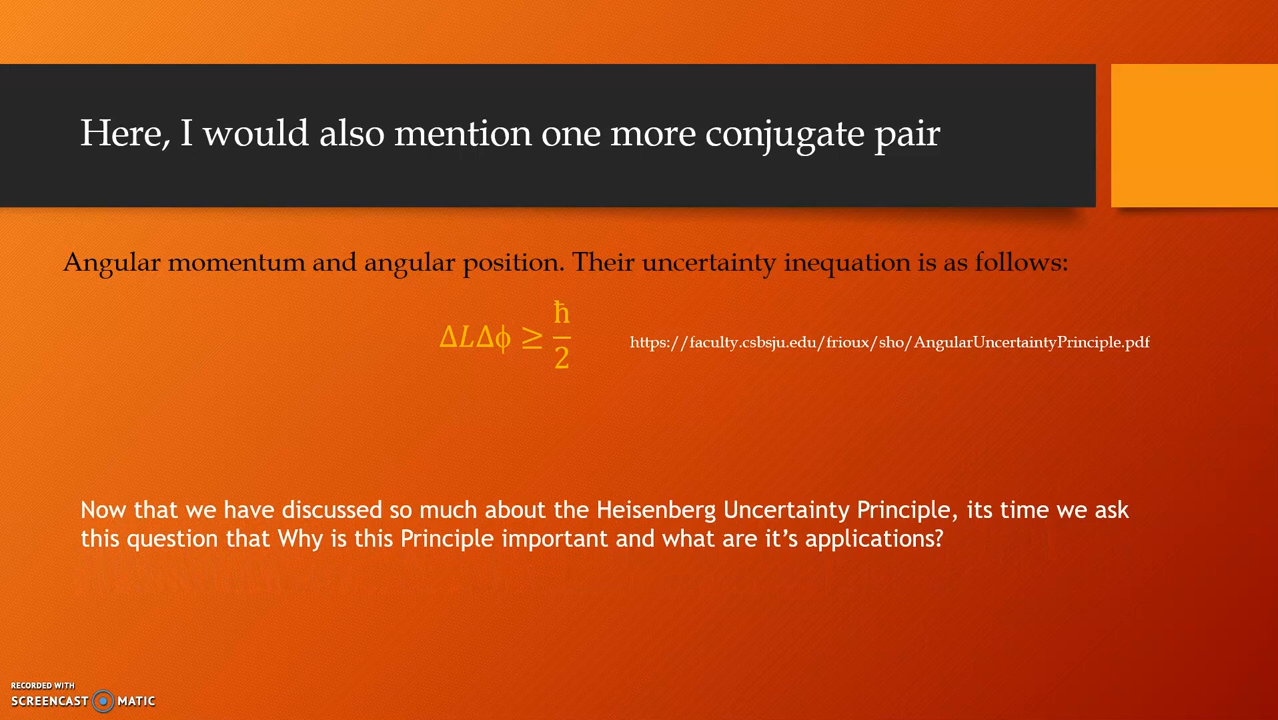 Here, I would also mention one more conjugate pair
Angular momentum and angular position. Their uncertainty inequation is as follows:
Δ𝐿Δϕ ≥ ħ/2
https://faculty.csbsju.edu/frioux/sho/AngularUncertaintyPrinciple.pdf
Now that we have discussed so much about the Heisenberg Uncertainty Principle, its time we ask
this question that Why is this Principle important and what are it’s applications?
RECORDED WITH
SCREENCAST MATIC